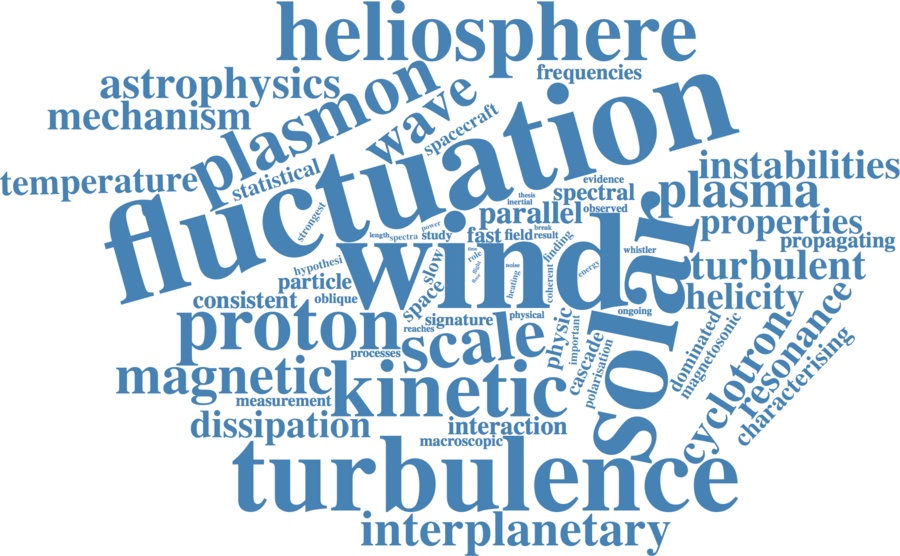 heliosphere
astrophysics
frequencies
mechanism
plasmon
wave
spacecraft
fluctuation
temperature
statistical
instabilities
evidence
spectral
plasma
thesis
inertial
parallel
observed
properties
strongest
power
length
spectra
study
fast
field
break
result
propagating
wind
solar
finding
whistler
turbulent
hypothesi
particle
slow
role
time
noise
heating
coherent
energy
consistent
oblique
space
helicity
proton
signature
physical
ongoing
reaches
scale
physic
important
cascade
polarisation
dominated
magnetosonic
cyclotron
resonance
characterising
processes
magnetic
kinetic
measurement
dissipation
interaction
macroscopic
turbulence
interplanetary